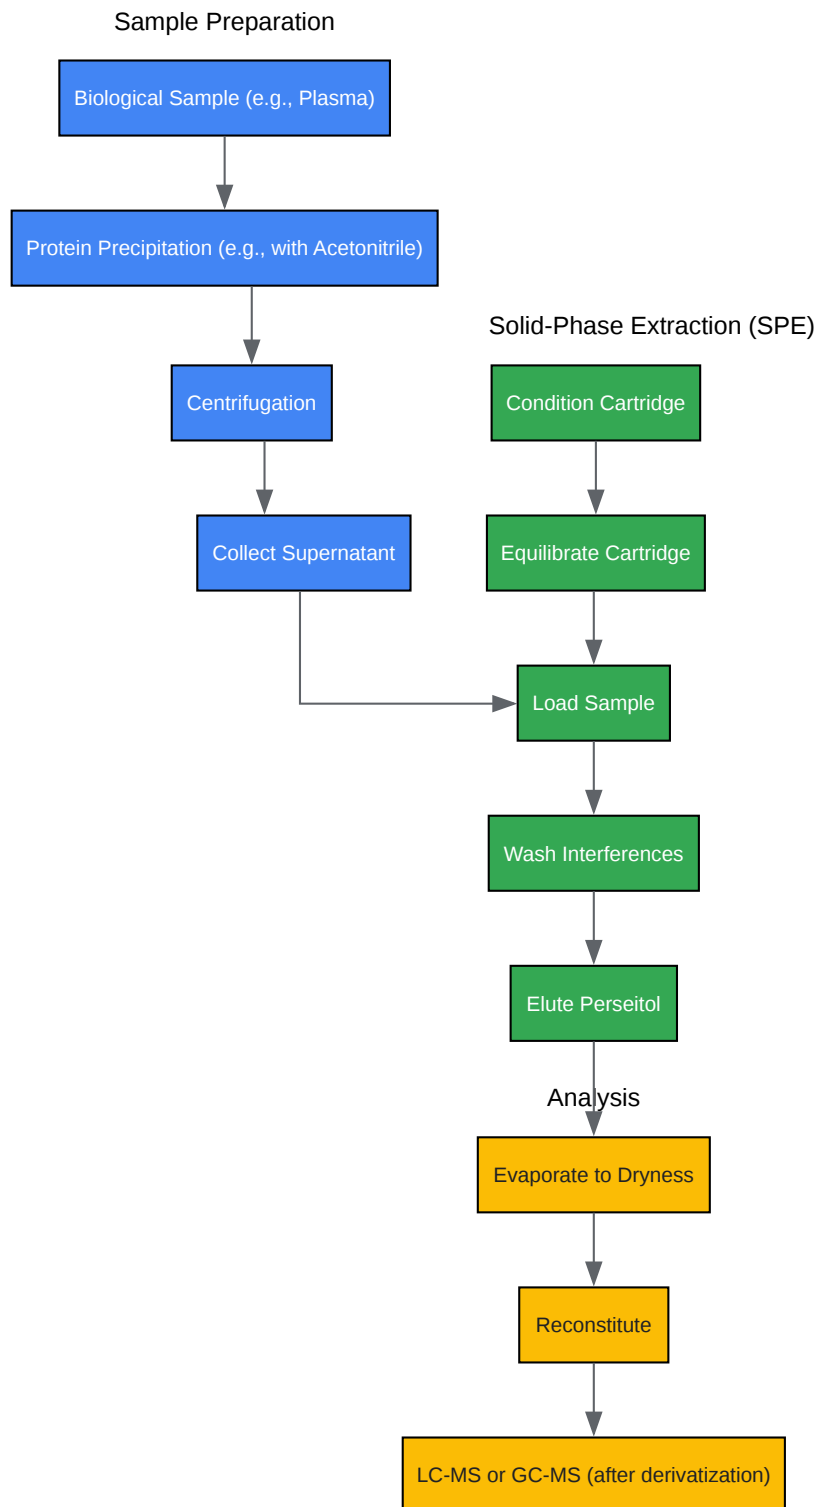 Sample Preparation
Biological Sample (e.g., Plasma)
Protein Precipitation (e.g., with Acetonitrile)
Centrifugation
Collect Supernatant
Solid-Phase Extraction (SPE)
Condition Cartridge
Equilibrate Cartridge
Load Sample
Wash Interferences
Elute Perseitol
Analysis
Evaporate to Dryness
Reconstitute
LC-MS or GC-MS (after derivatization)